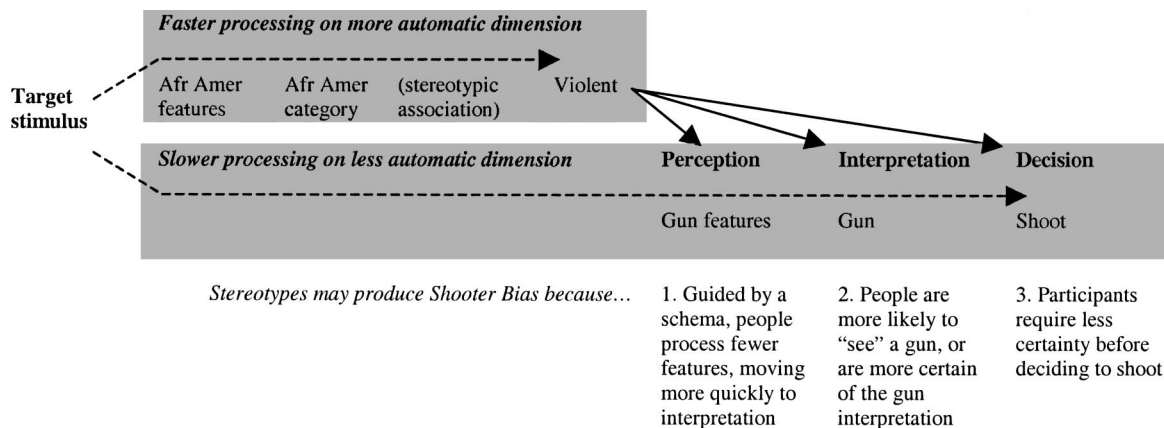 Faster processing on more automatic dimension
Target
stimulus
Afr Amer
features
Afr Amer
category
(stereotypic
association)
Violent
Slower processing on less automatic dimension
Perception
Interpretation
Decision
Gun features
Gun
Shoot
Stereotypes may produce Shooter Bias because…
1. Guided by a
schema, people
process fewer
features, moving
more quickly to
interpretation
2. People are
more likely to
“see” a gun, or
are more certain
of the gun
interpretation
3. Participants
require less
certainty before
deciding to shoot